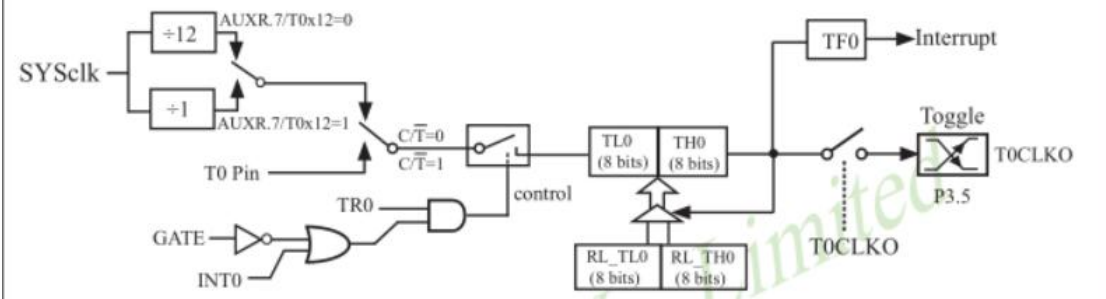 ÷12
AUXR.7/T0x12=0
SYSclk
÷1
AUXR.7/T0x12=1
T0 Pin
C/T̅=0
C/T̅=1
control
TR0
GATE
INT0
TL0
(8 bits)
TH0
(8 bits)
RL_TL0
(8 bits)
RL_TH0
(8 bits)
TF0
Interrupt
Toggle
T0CLKO
P3.5
T0CLKO
Limited